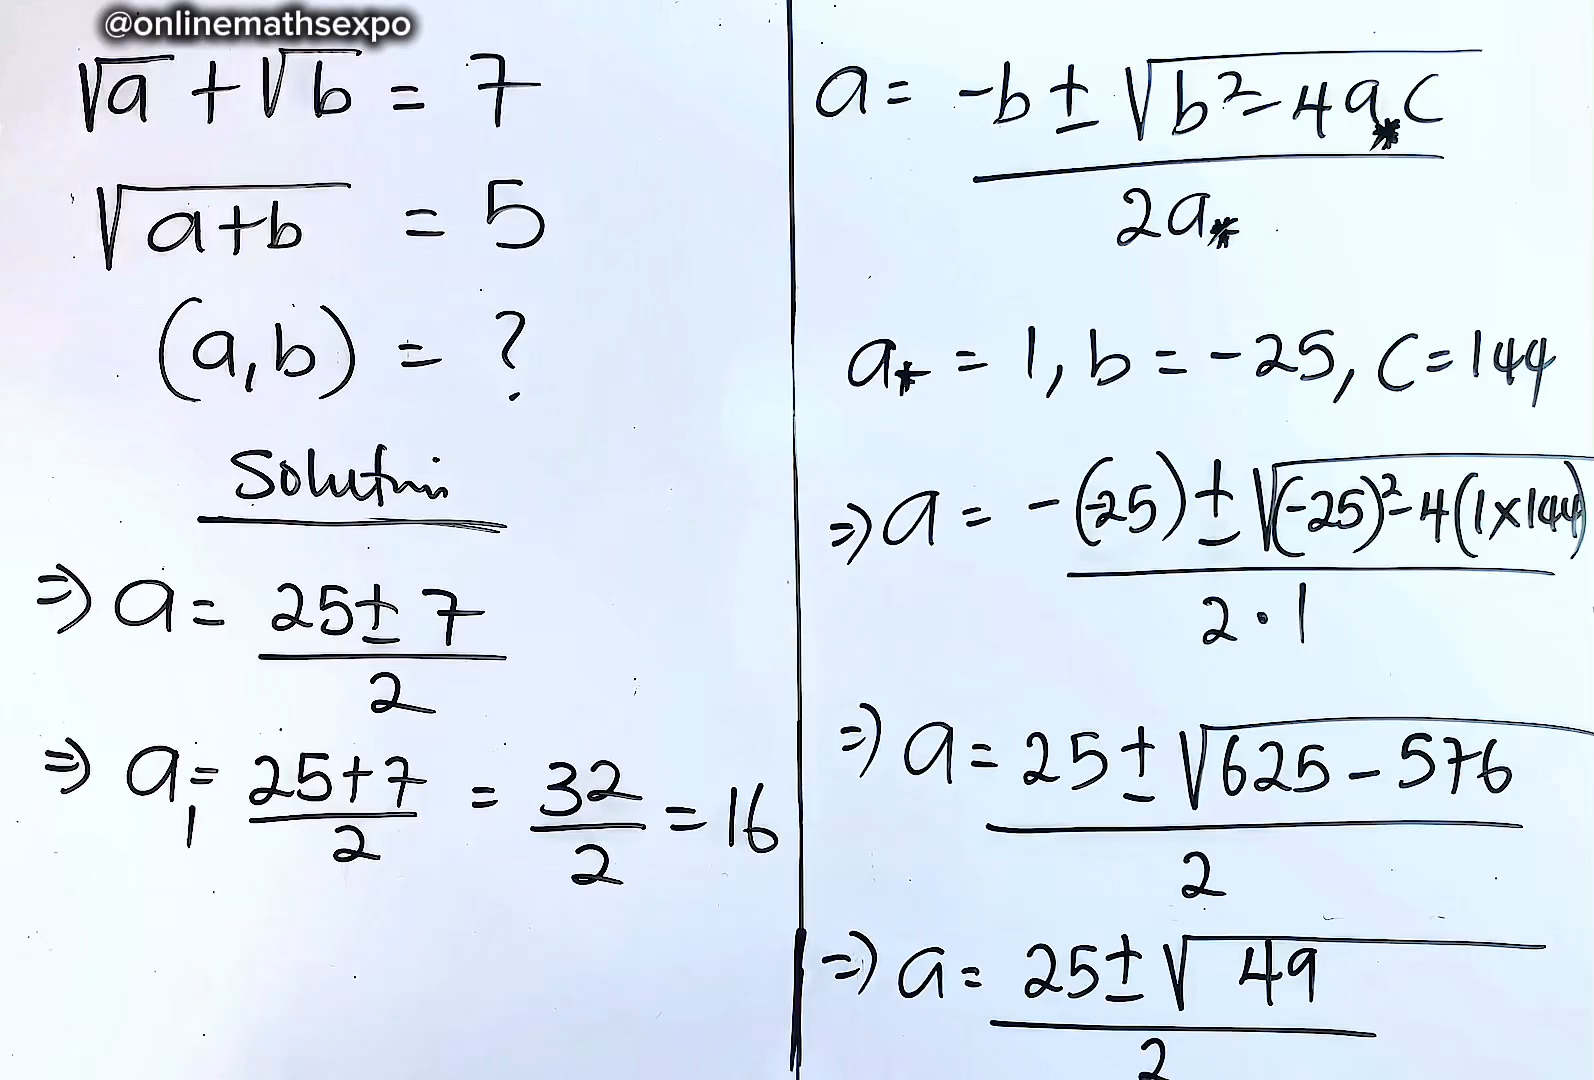 @onlinemathsexpo
√a + √b = 7
√(a+b) = 5
(a,b) = ?
Solution
⇒ a = (25 ± 7)/2
⇒ a₁ = (25+7)/2 = 32/2 = 16
a = (-b ± √(b² - 4a*c))/(2a*)
a* = 1, b = -25, c = 144
⇒ a = (-(-25) ± √((-25)² - 4(1×144)))/(2·1)
⇒ a = (25 ± √(625 - 576))/2
⇒ a = (25 ± √49)/2